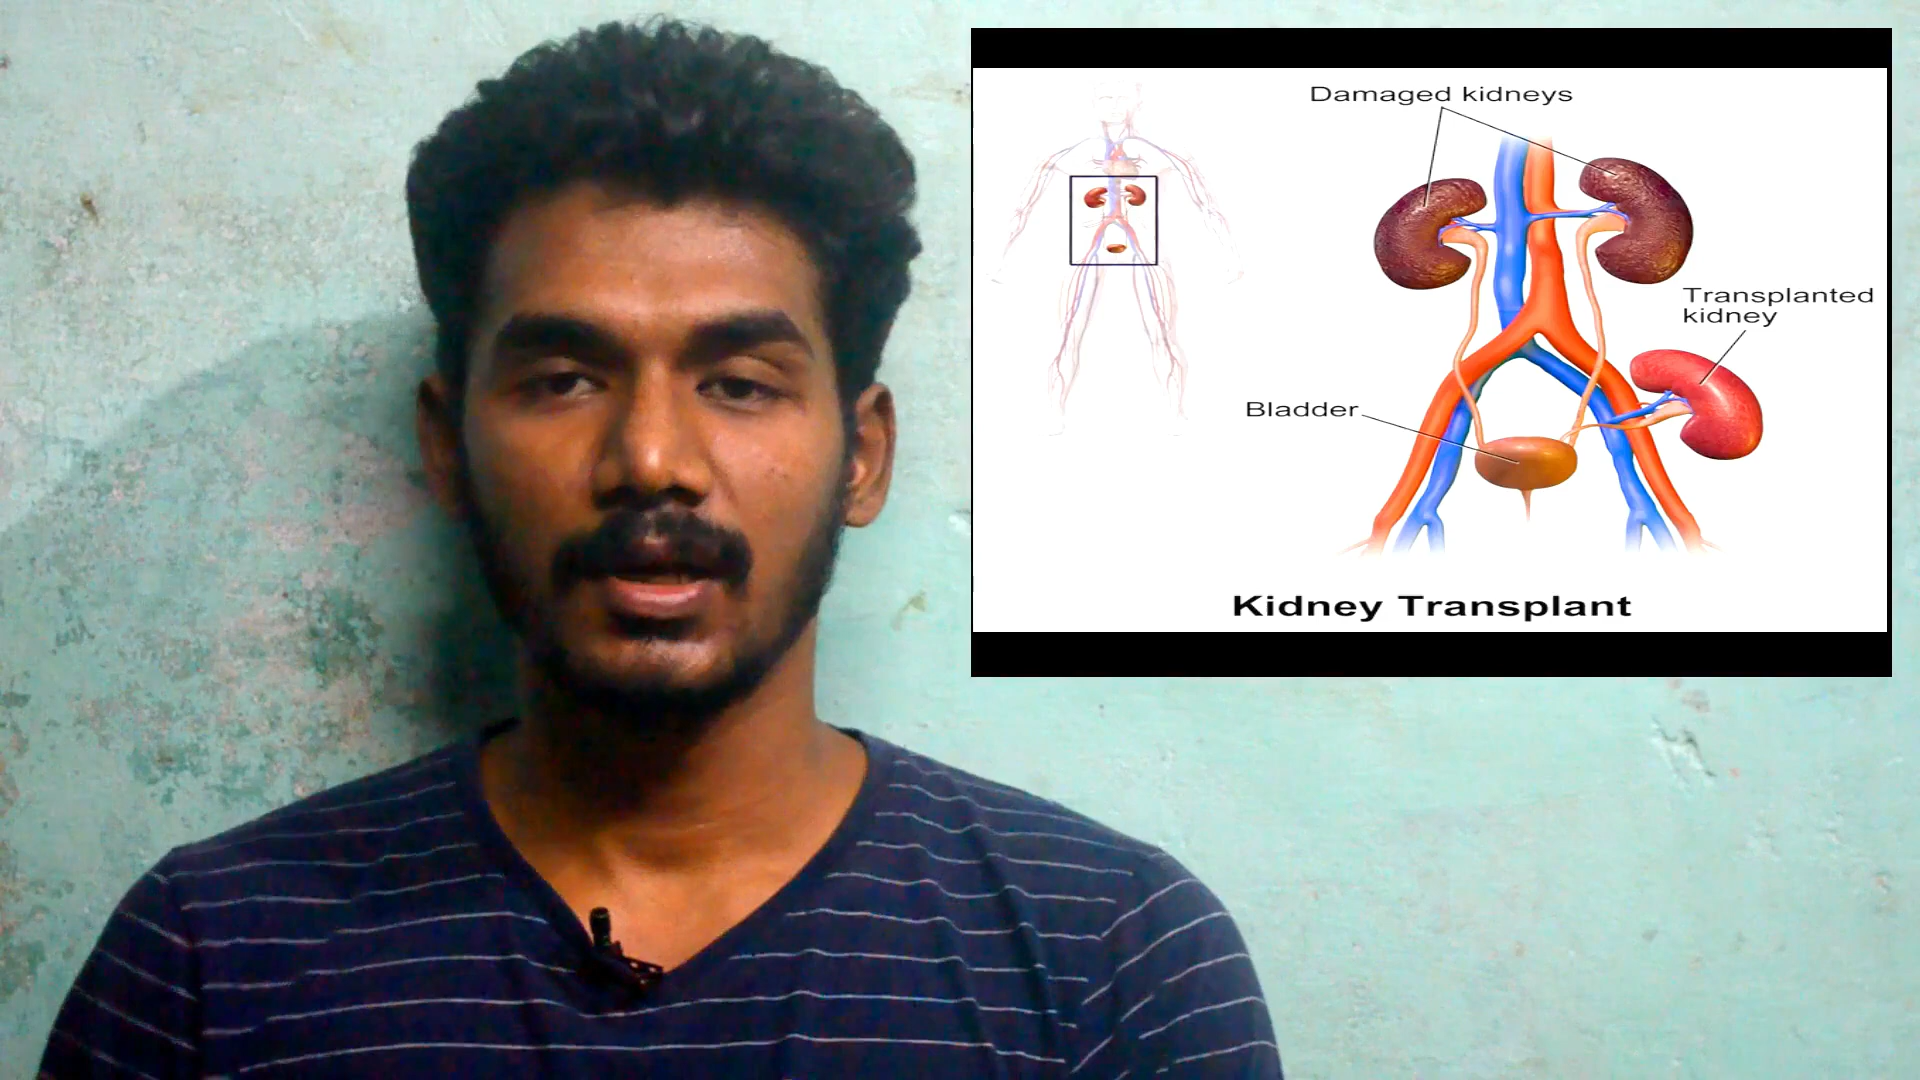 Damaged kidneys
Transplanted
kidney
Bladder
Kidney Transplant